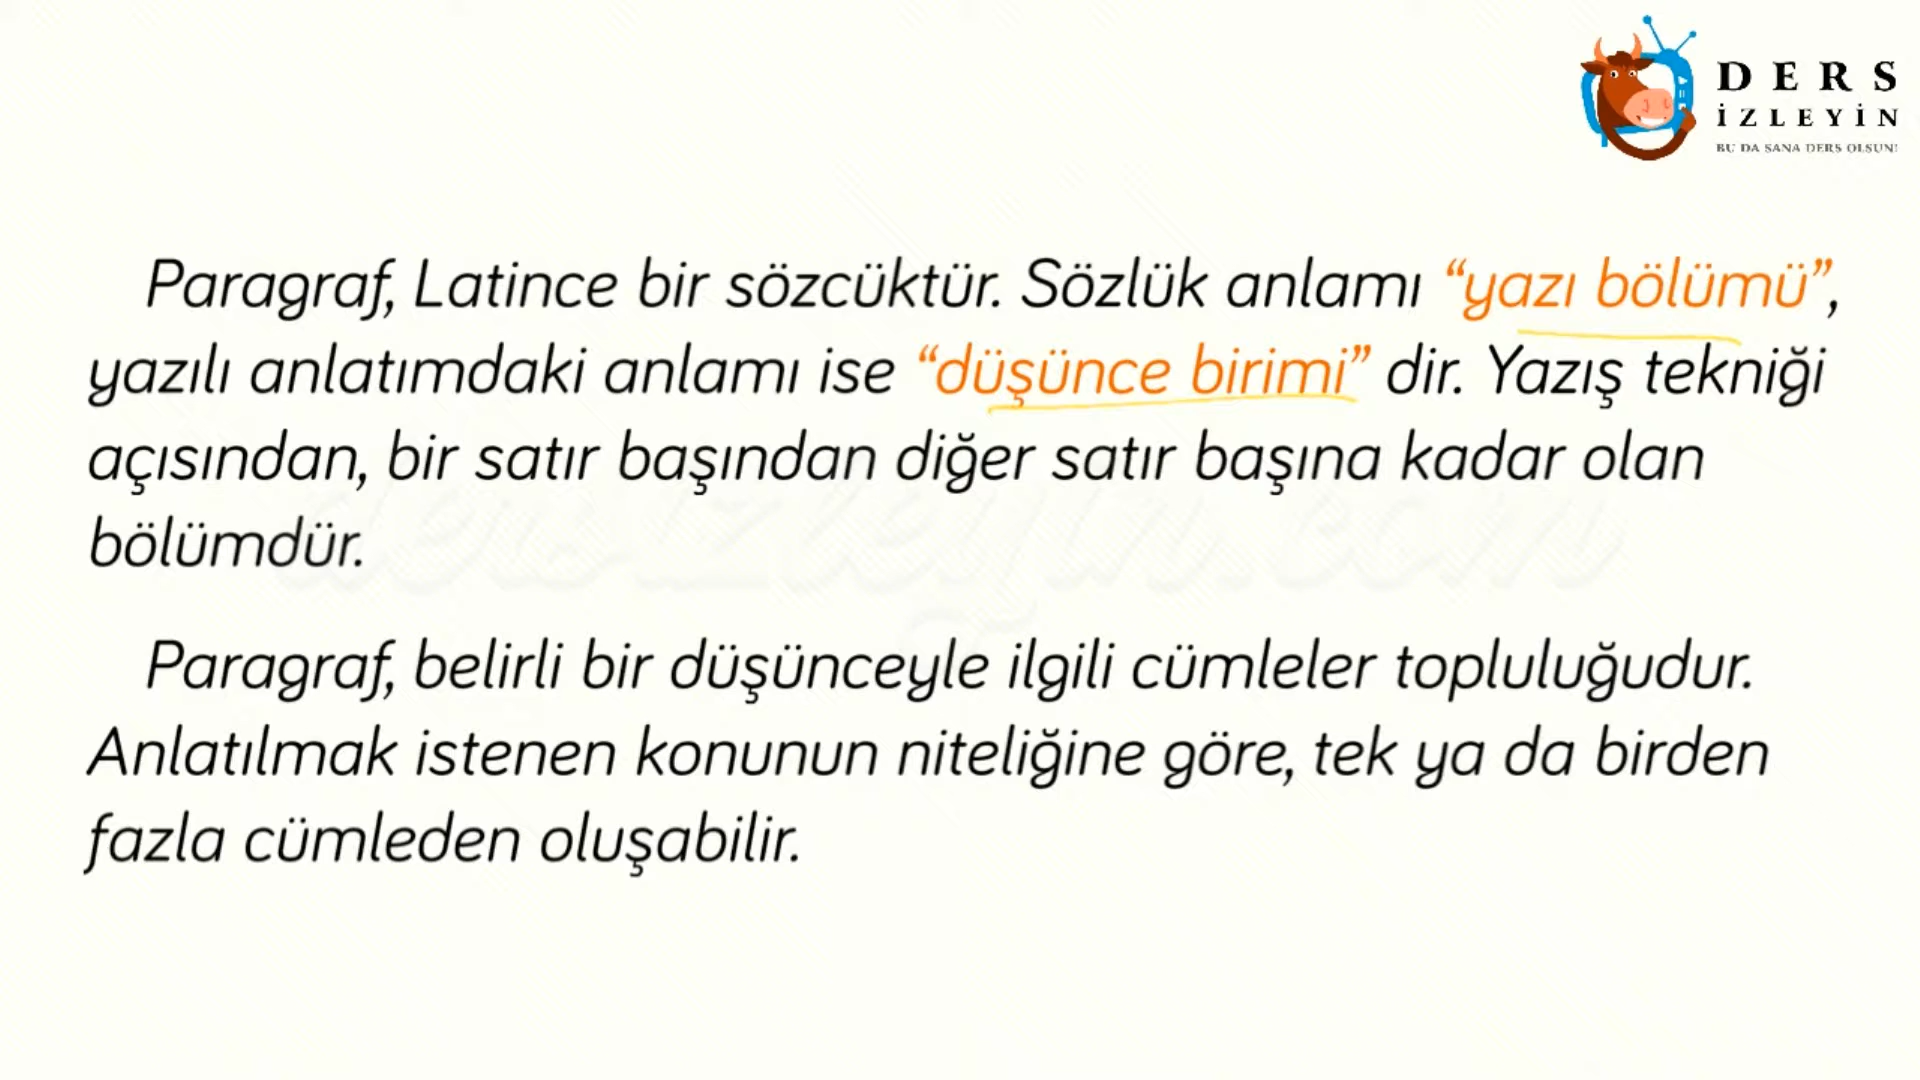 DERS
İZLEYİN
BU DA SANA DERS OLSUN!
Paragraf, Latince bir sözcüktür. Sözlük anlamı “yazı bölümü”,
yazılı anlatımdaki anlamı ise “düşünce birimi” dir. Yazış tekniği
açısından, bir satır başından diğer satır başına kadar olan
bölümdür.
dersizleyin.com
Paragraf, belirli bir düşünceyle ilgili cümleler topluluğudur.
Anlatılmak istenen konunun niteliğine göre, tek ya da birden
fazla cümleden oluşabilir.